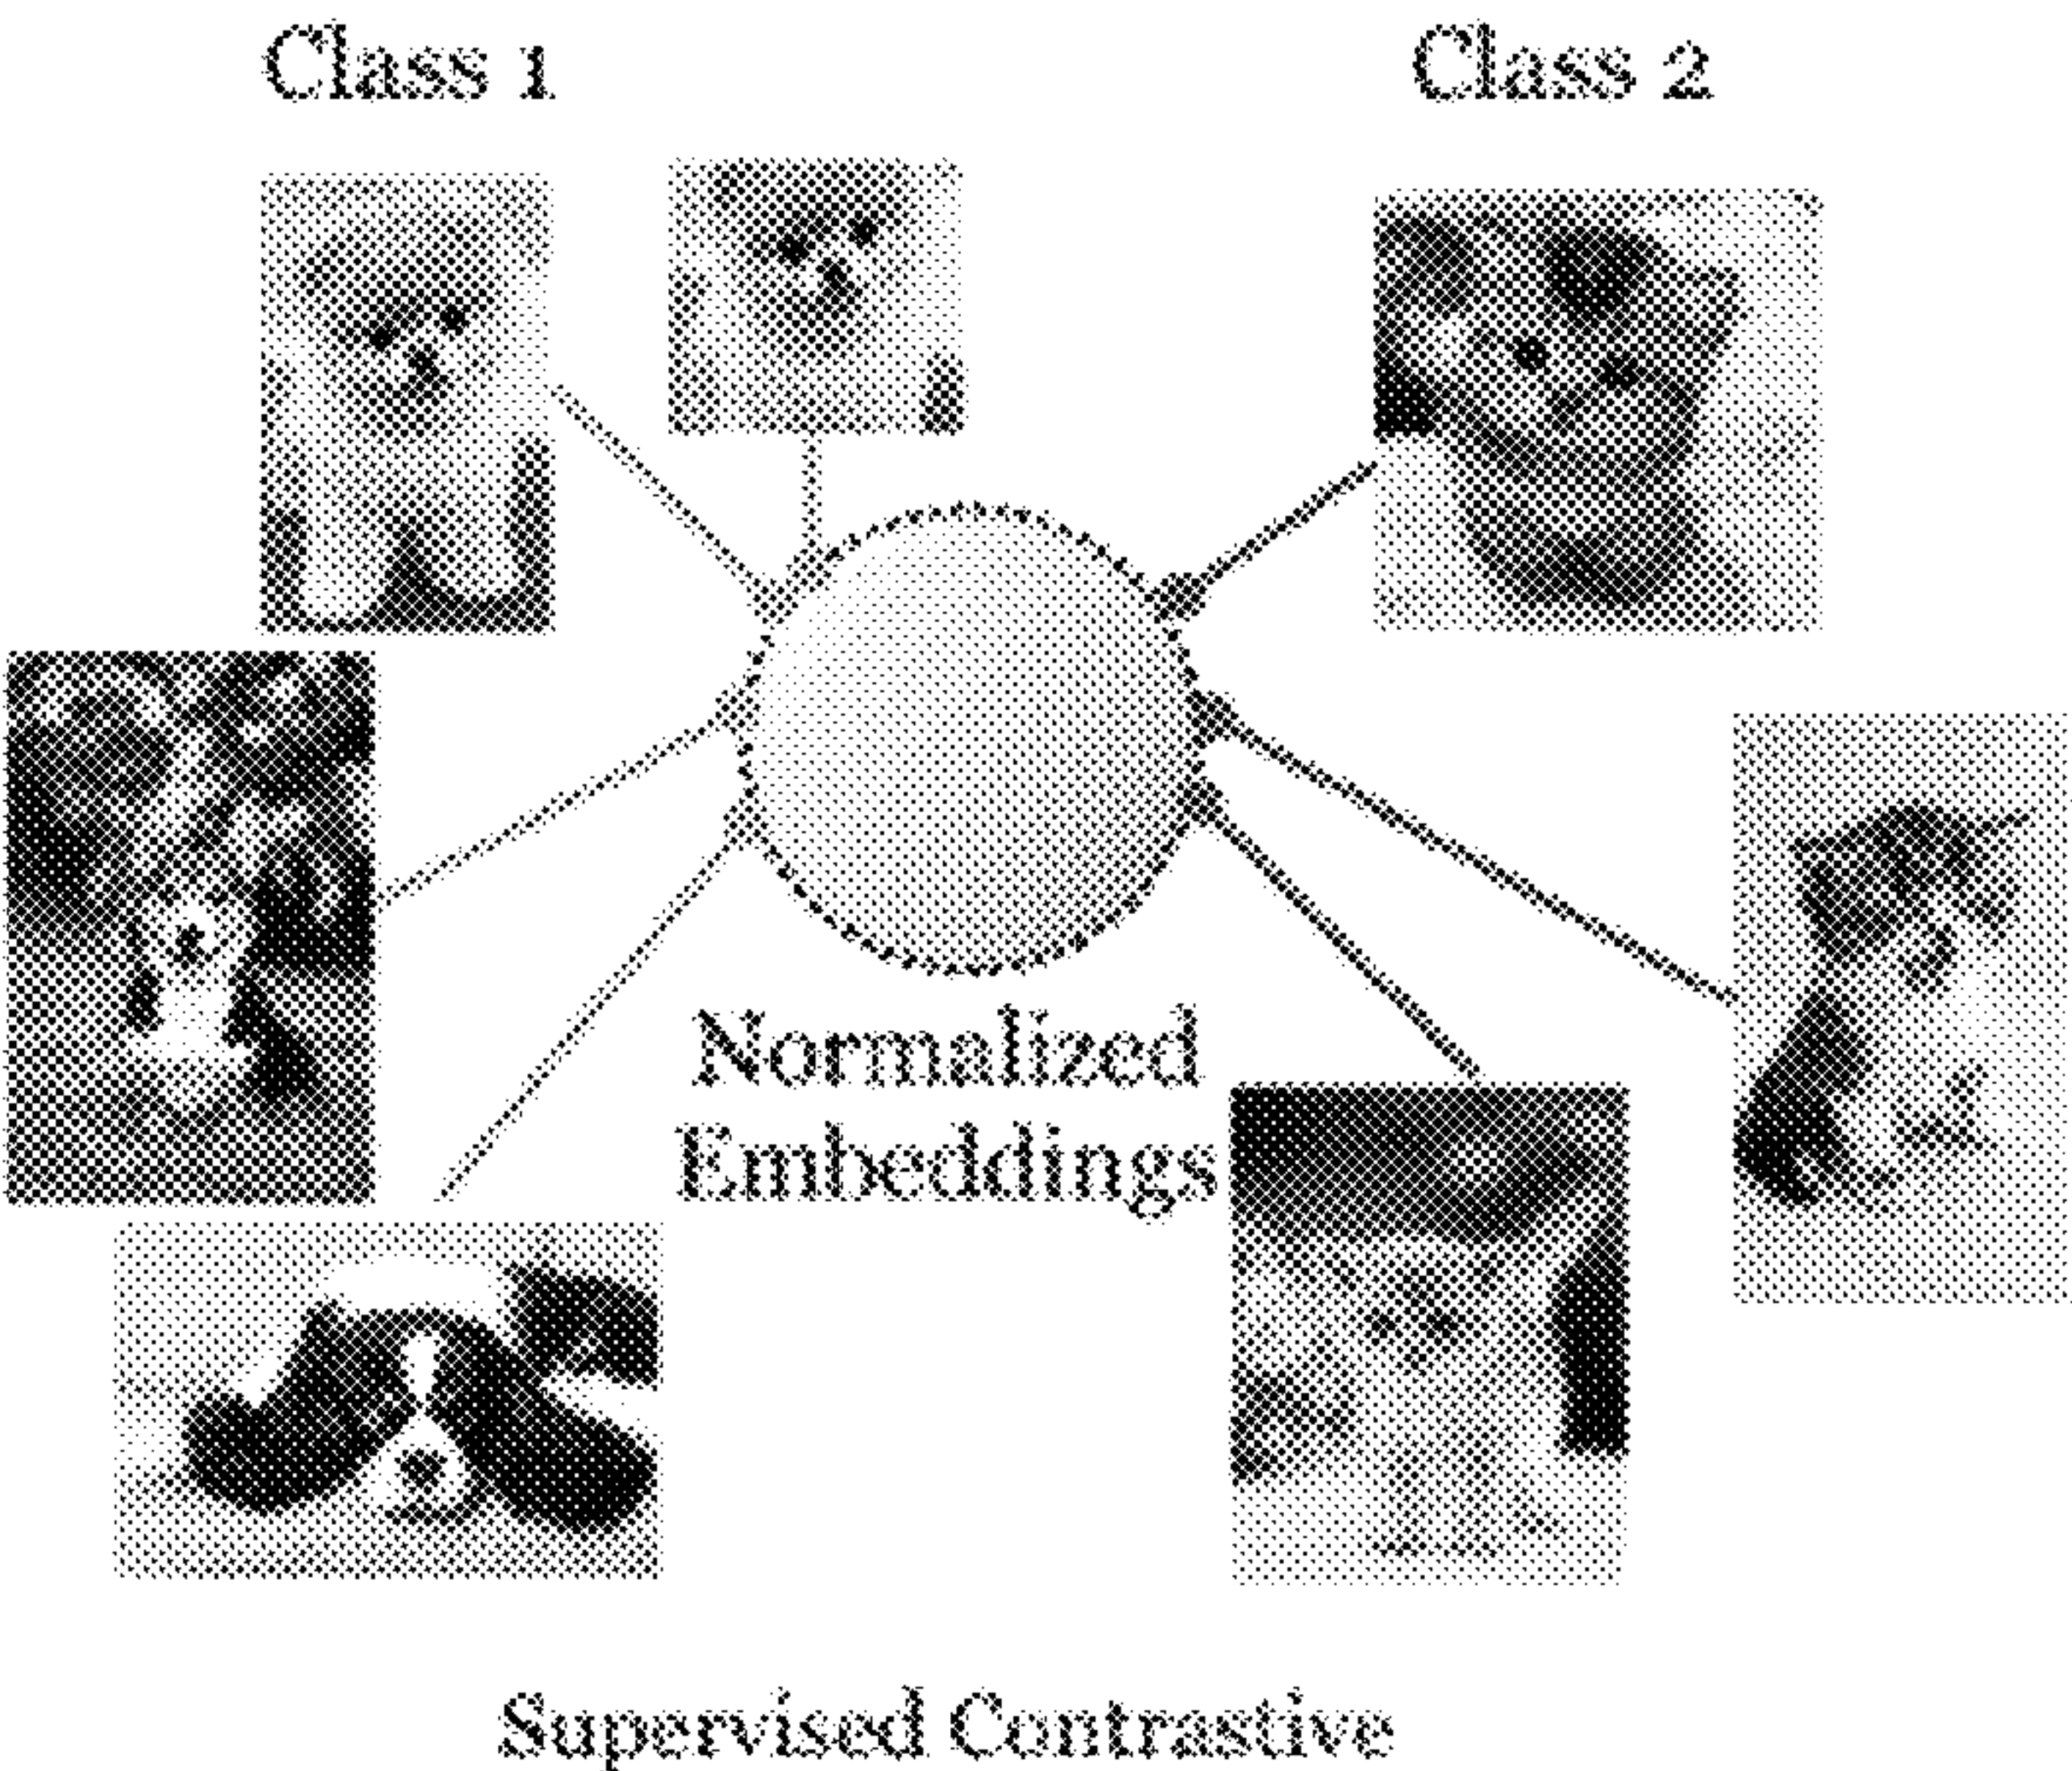 Class 1
Class 2
Normalized
Embeddings
Supervised Contrastive